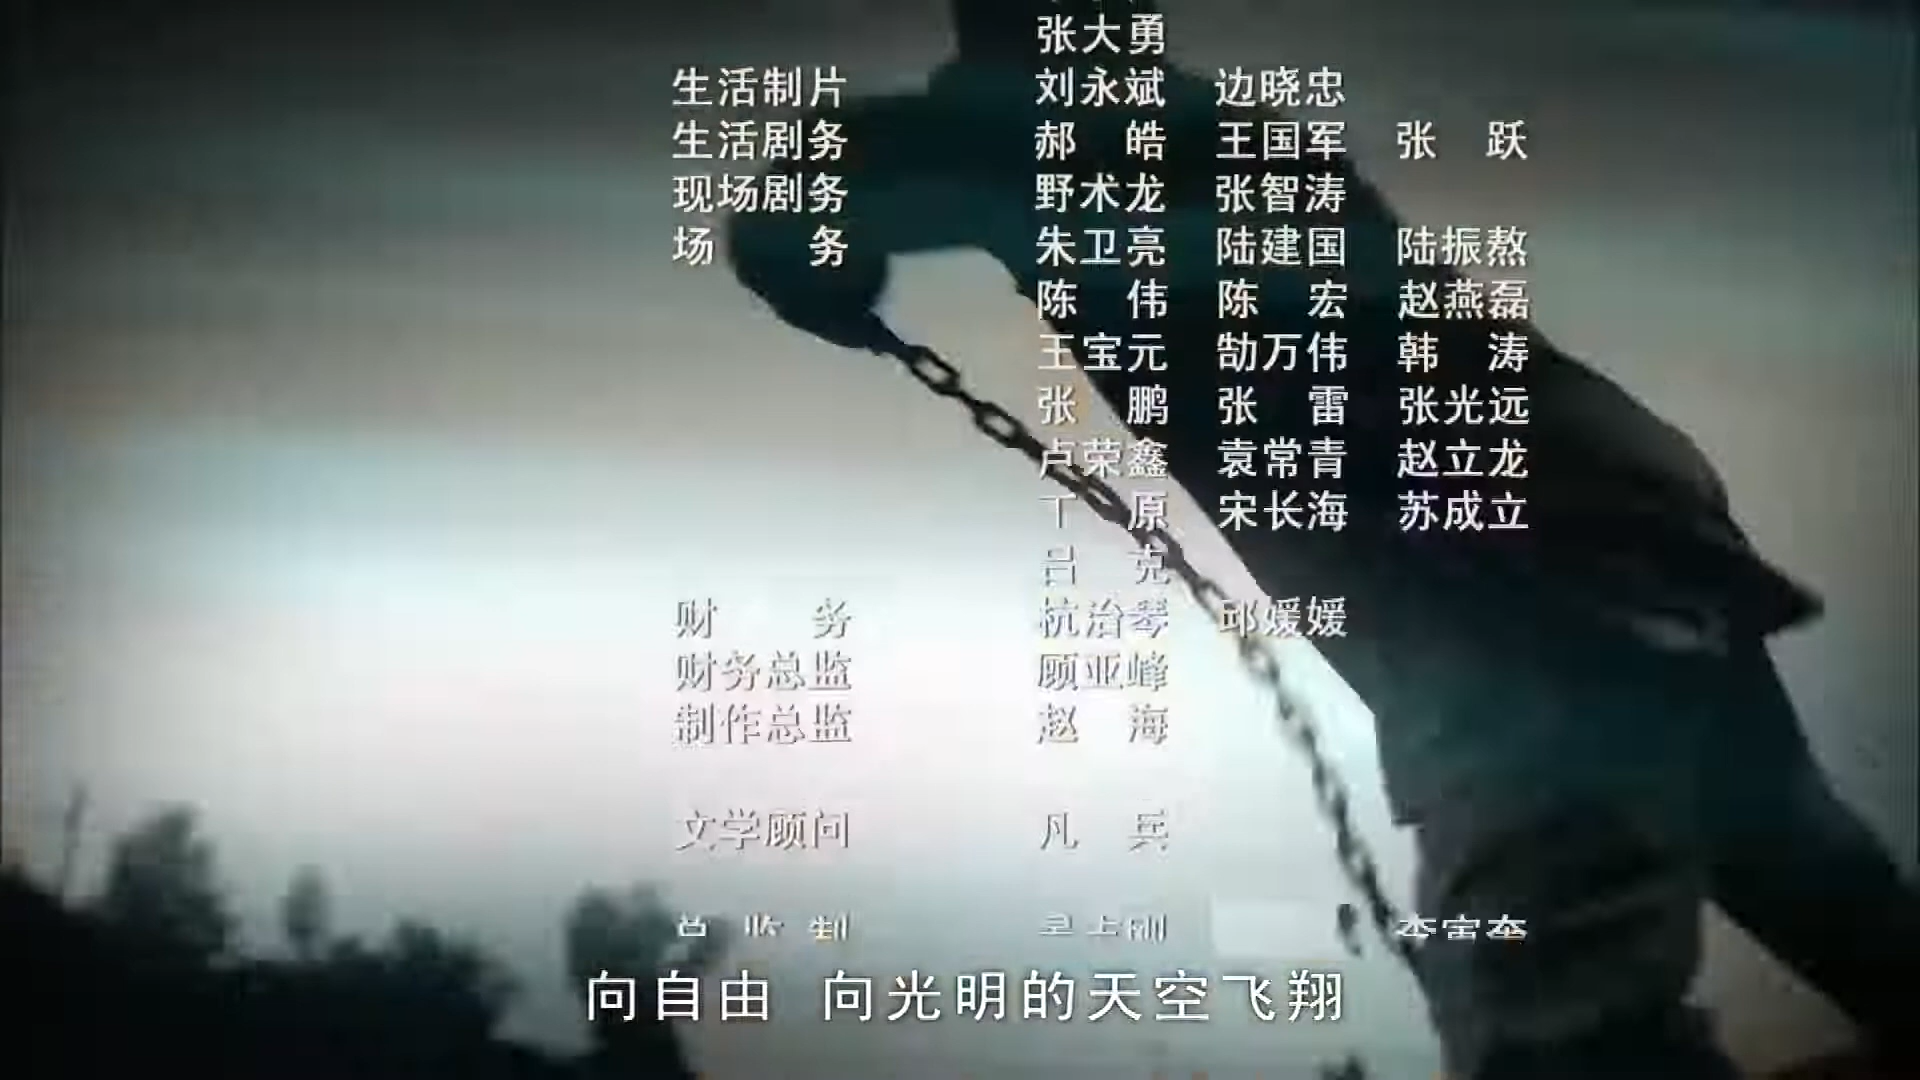 张大勇
生活制片 刘永斌 边晓忠
生活剧务 郝 皓 王国军 张 跃
现场剧务 野术龙 张智涛
场 务 朱卫亮 陆建国 陆振熬
陈 伟 陈 宏 赵燕磊
王宝元 劼万伟 韩 涛
张 鹏 张 雷 张光远
卢荣鑫 袁常青 赵立龙
丁 原 宋长海 苏成立
吕 克
财 务 杭治琴 邱媛媛
财务总监 顾亚峰
制作总监 赵 海
文学顾问 凡 兵
总 监 制
向自由 向光明的天空飞翔